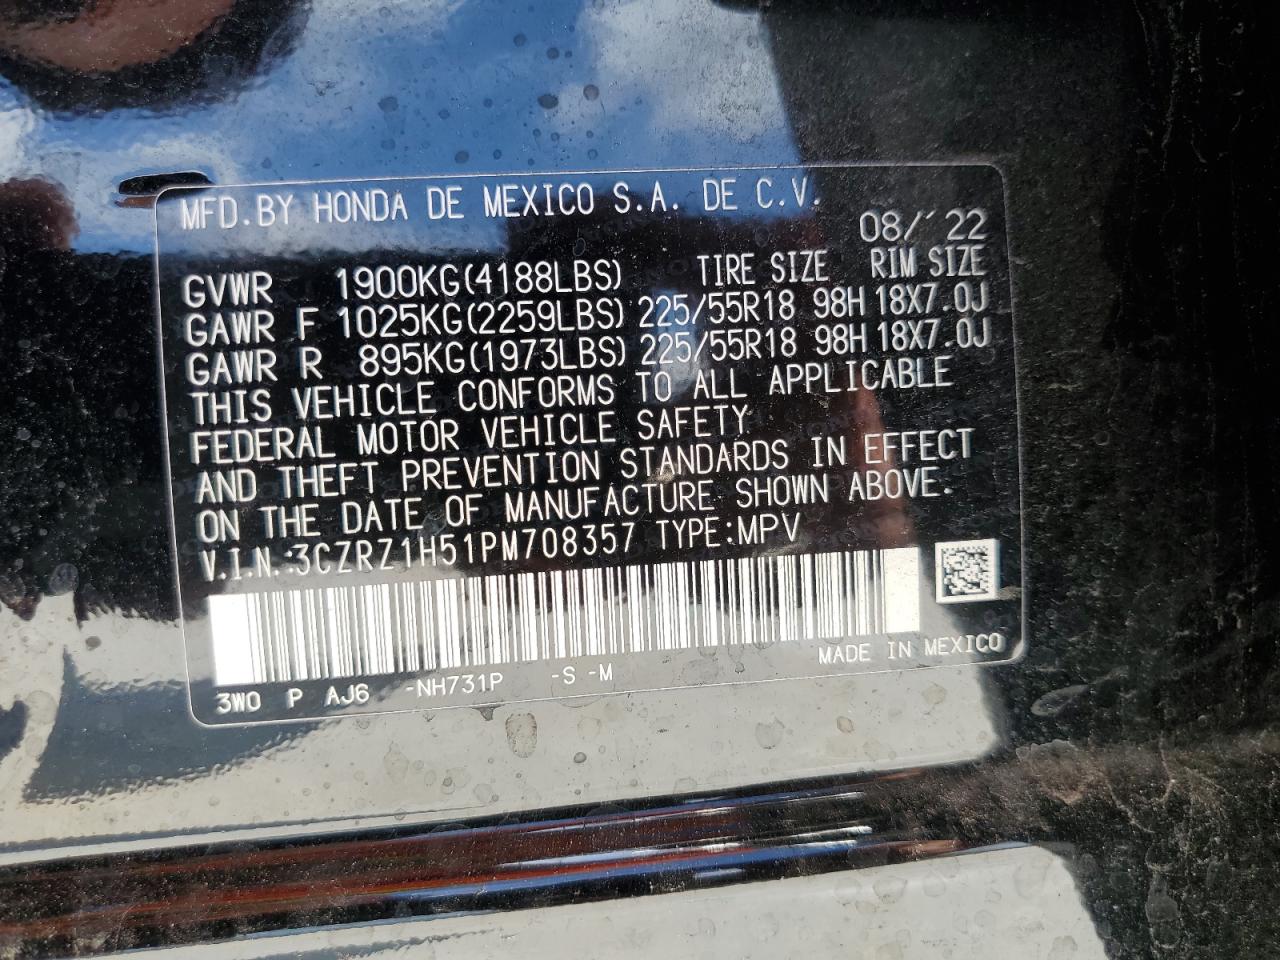 MFD.BY HONDA DE MEXICO S.A. DE C.V.
08/'22
GVWR 1900KG(4188LBS) TIRE SIZE RIM SIZE
GAWR F 1025KG(2259LBS) 225/55R18 98H 18X7.0J
GAWR R 895KG(1973LBS) 225/55R18 98H 18X7.0J
THIS VEHICLE CONFORMS TO ALL APPLICABLE
FEDERAL MOTOR VEHICLE SAFETY
AND THEFT PREVENTION STANDARDS IN EFFECT
ON THE DATE OF MANUFACTURE SHOWN ABOVE.
V.I.N.:3CZRZ1H51PM708357 TYPE:MPV
MADE IN MEXICO
3W0 P AJ6 -NH731P -S -M